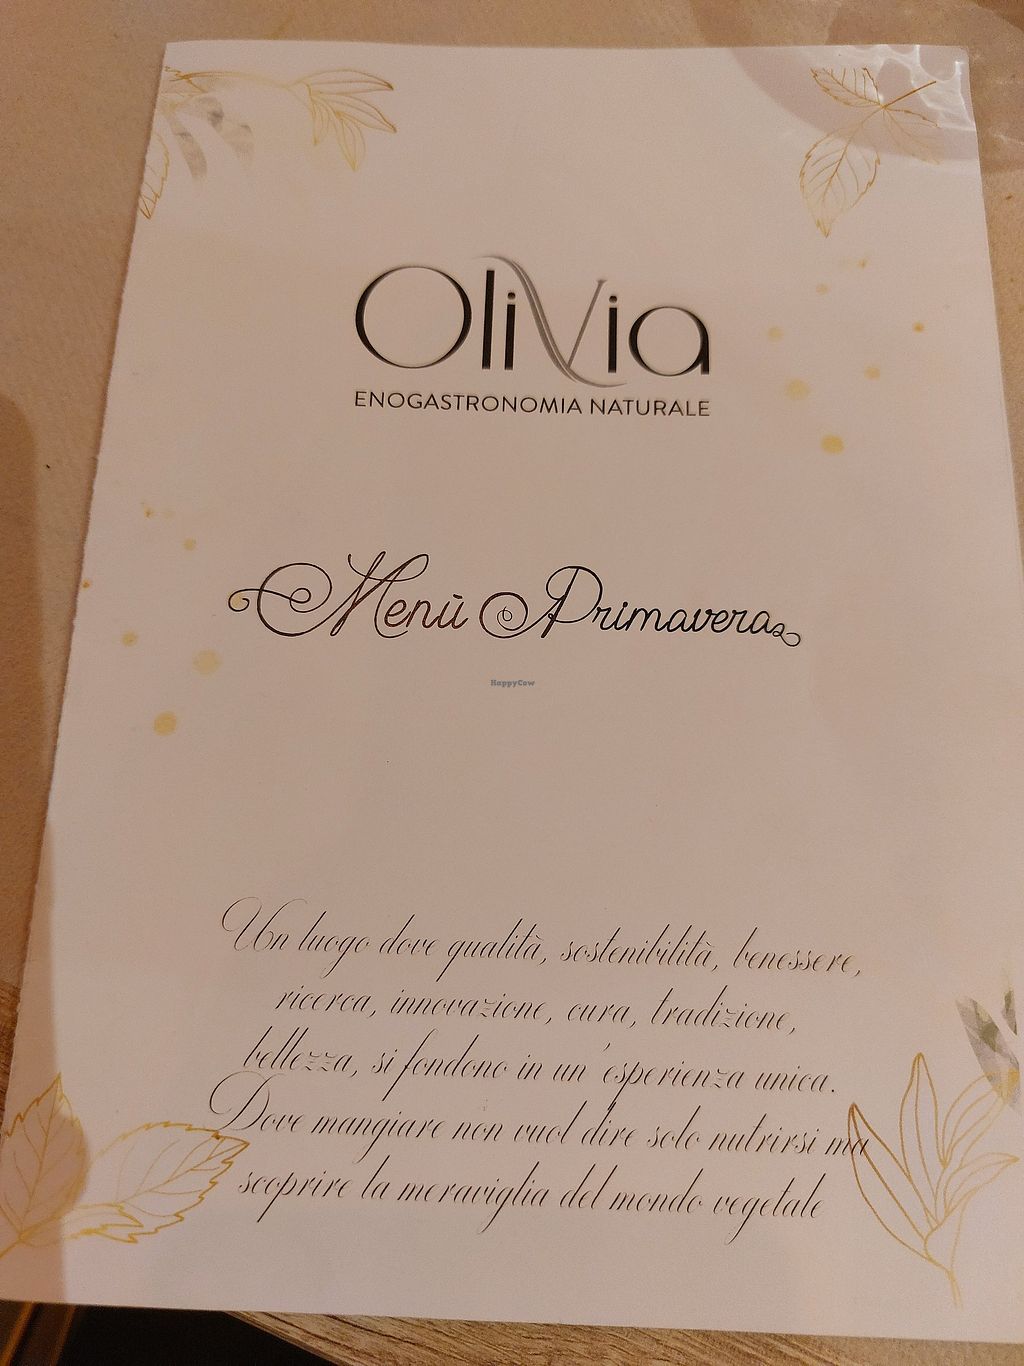 OliVia
ENOGASTRONOMIA NATURALE
Menù Primavera
HappyCow
Un luogo dove qualità, sostenibilità, benessere,
ricerca, innovazione, cura, tradizione,
bellezza, si fondono in un'esperienza unica.
Dove mangiare non vuol dire solo nutrirsi ma
scoprire la meraviglia del mondo vegetale